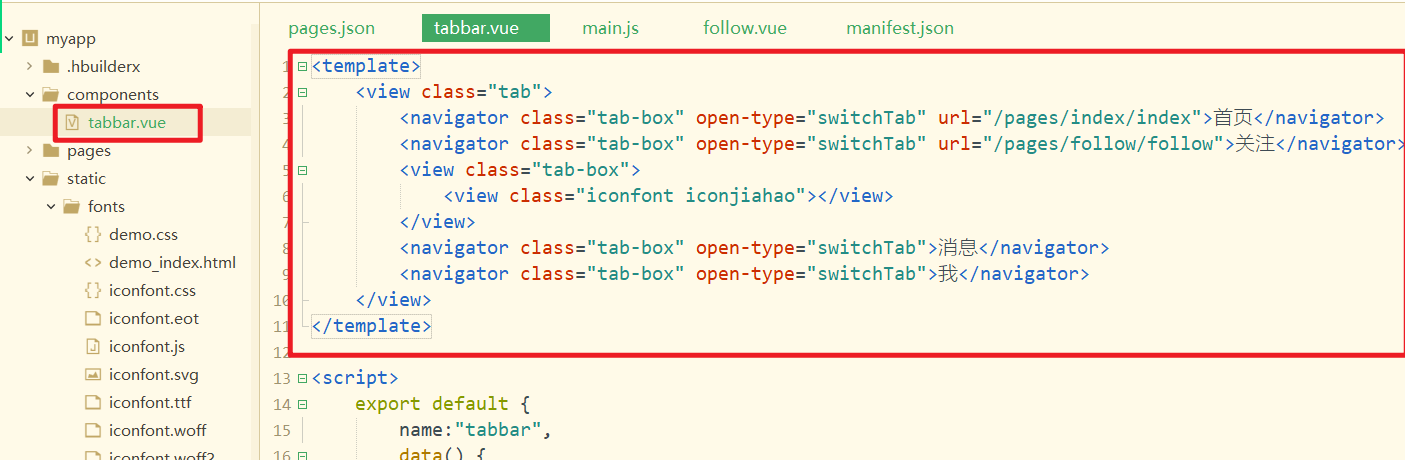 myapp
.hbuilderx
components
tabbar.vue
pages
static
fonts
demo.css
demo_index.html
iconfont.css
iconfont.eot
iconfont.js
iconfont.svg
iconfont.ttf
iconfont.woff
iconfont.woff2
pages.json tabbar.vue main.js follow.vue manifest.json
1 <template>
2 <view class="tab">
3 <navigator class="tab-box" open-type="switchTab" url="/pages/index/index">首页</navigator>
4 <navigator class="tab-box" open-type="switchTab" url="/pages/follow/follow">关注</navigator>
5 <view class="tab-box">
6 <view class="iconfont iconjiahao"></view>
7 </view>
8 <navigator class="tab-box" open-type="switchTab">消息</navigator>
9 <navigator class="tab-box" open-type="switchTab">我</navigator>
10 </view>
11 </template>
12
13 <script>
14 export default {
15 name:"tabbar",
16 data() {